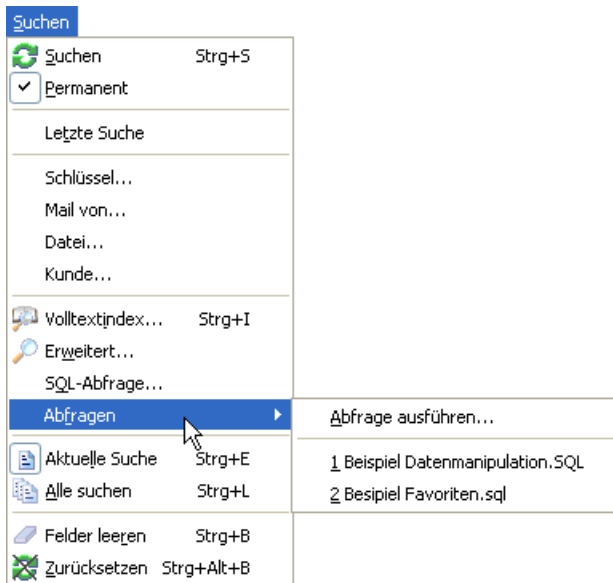 Suchen
Suchen Strg+S
Permanent
Letzte Suche
Schlüssel...
Mail von...
Datei...
Kunde...
Volltextindex... Strg+I
Erweitert...
SQL-Abfrage...
Abfragen Abfrage ausführen...
Aktuelle Suche Strg+E
1 Beispiel Datenmanipulation.SQL
Alle suchen Strg+L
2 Besipiel Favoriten.sql
Felder leeren Strg+B
Zurücksetzen Strg+Alt+B